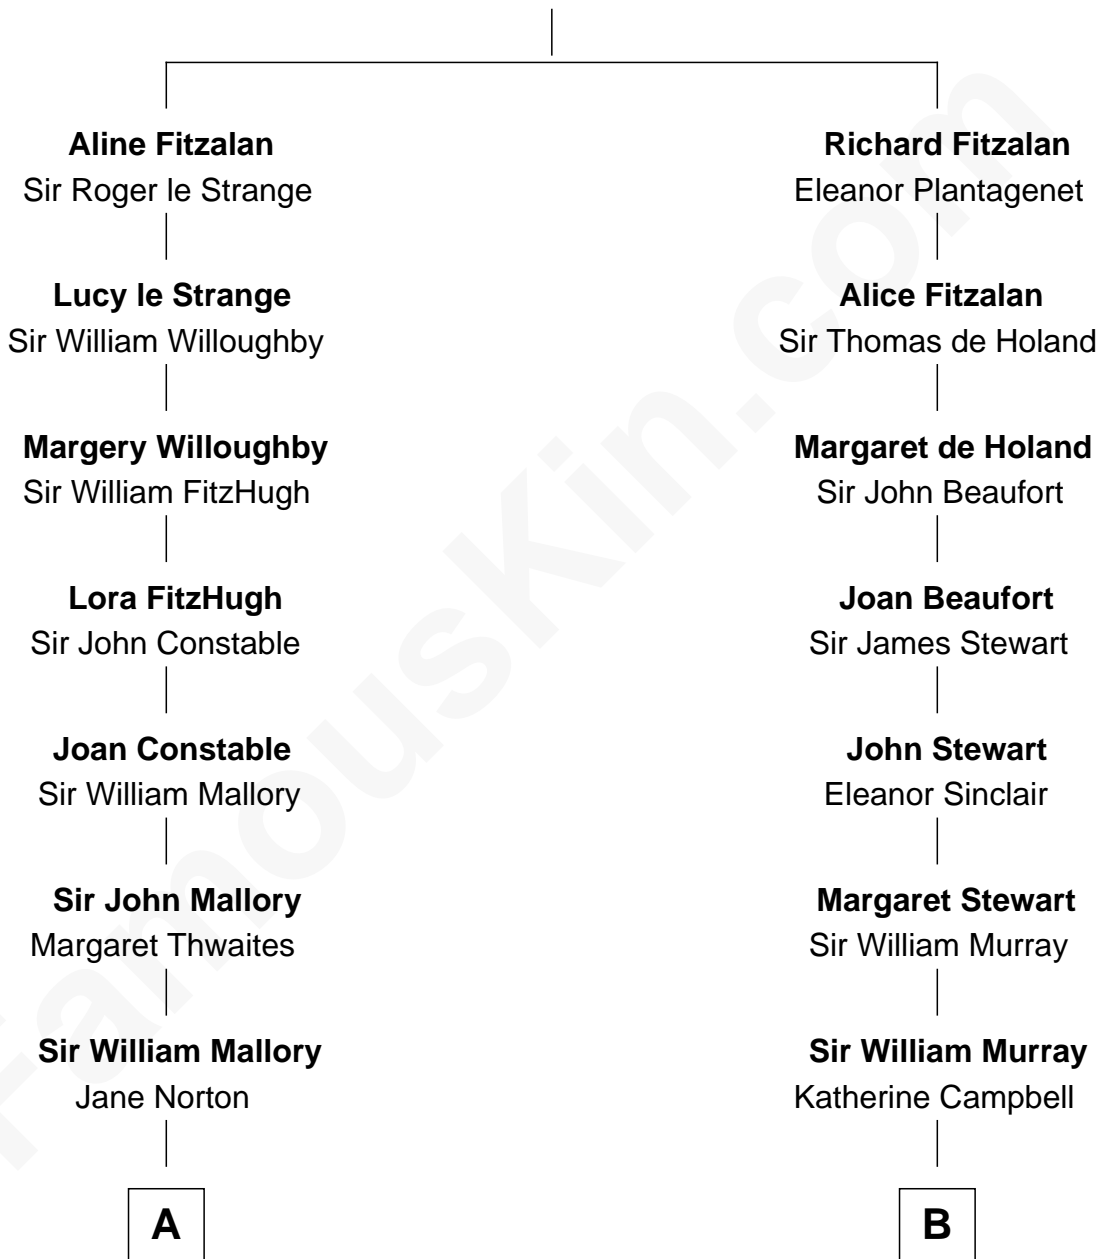 Aline Fitzalan
Sir Roger le Strange
Lucy le Strange
Sir William Willoughby
Margery Willoughby
Sir William FitzHugh
Lora FitzHugh
Sir John Constable
Joan Constable
Sir William Mallory
Sir John Mallory
Margaret Thwaites
Sir William Mallory
Jane Norton
A
Richard Fitzalan
Eleanor Plantagenet
Alice Fitzalan
Sir Thomas de Holand
Margaret de Holand
Sir John Beaufort
Joan Beaufort
Sir James Stewart
John Stewart
Eleanor Sinclair
Margaret Stewart
Sir William Murray
Sir William Murray
Katherine Campbell
B
FamousKin.com